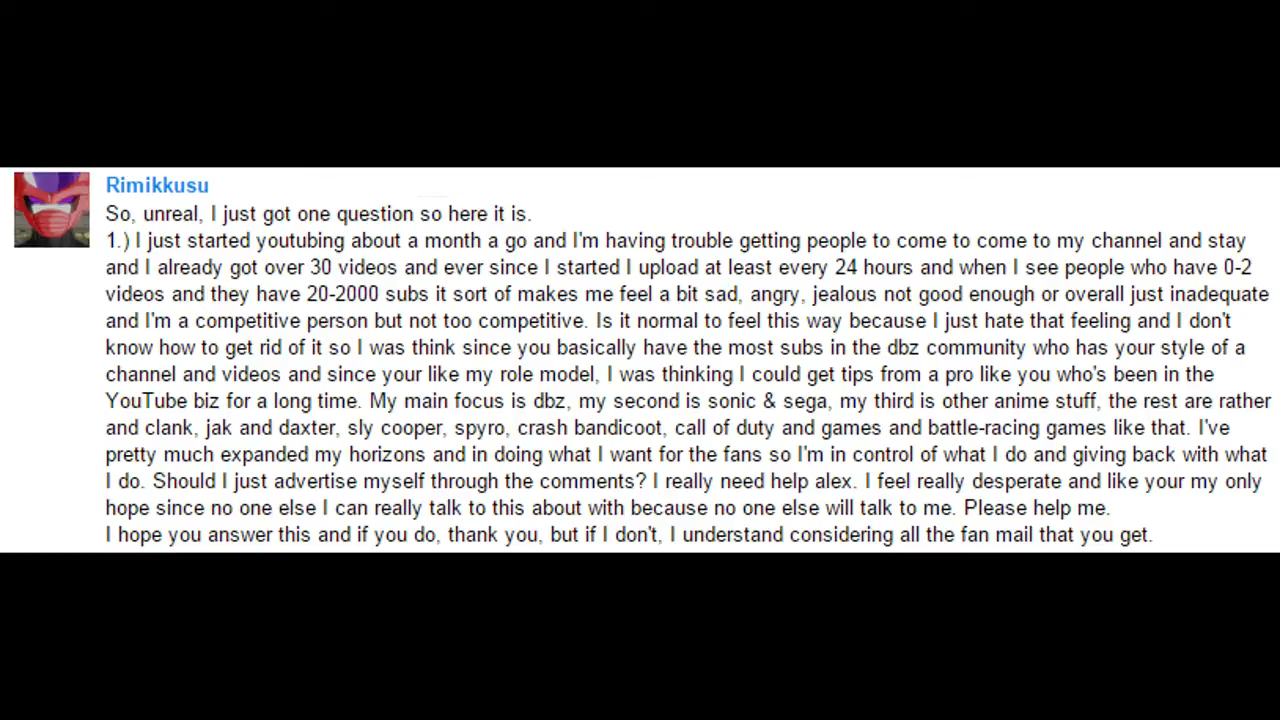 Rimikkusu
So, unreal, I just got one question so here it is.
1.) I just started youtubing about a month a go and I'm having trouble getting people to come to come to my channel and stay
and I already got over 30 videos and ever since I started I upload at least every 24 hours and when I see people who have 0-2
videos and they have 20-2000 subs it sort of makes me feel a bit sad, angry, jealous not good enough or overall just inadequate
and I'm a competitive person but not too competitive. Is it normal to feel this way because I just hate that feeling and I don't
know how to get rid of it so I was think since you basically have the most subs in the dbz community who has your style of a
channel and videos and since your like my role model, I was thinking I could get tips from a pro like you who's been in the
YouTube biz for a long time. My main focus is dbz, my second is sonic & sega, my third is other anime stuff, the rest are rather
and clank, jak and daxter, sly cooper, spyro, crash bandicoot, call of duty and games and battle-racing games like that. I've
pretty much expanded my horizons and in doing what I want for the fans so I'm in control of what I do and giving back with what
I do. Should I just advertise myself through the comments? I really need help alex. I feel really desperate and like your my only
hope since no one else I can really talk to this about with because no one else will talk to me. Please help me.
I hope you answer this and if you do, thank you, but if I don't, I understand considering all the fan mail that you get.